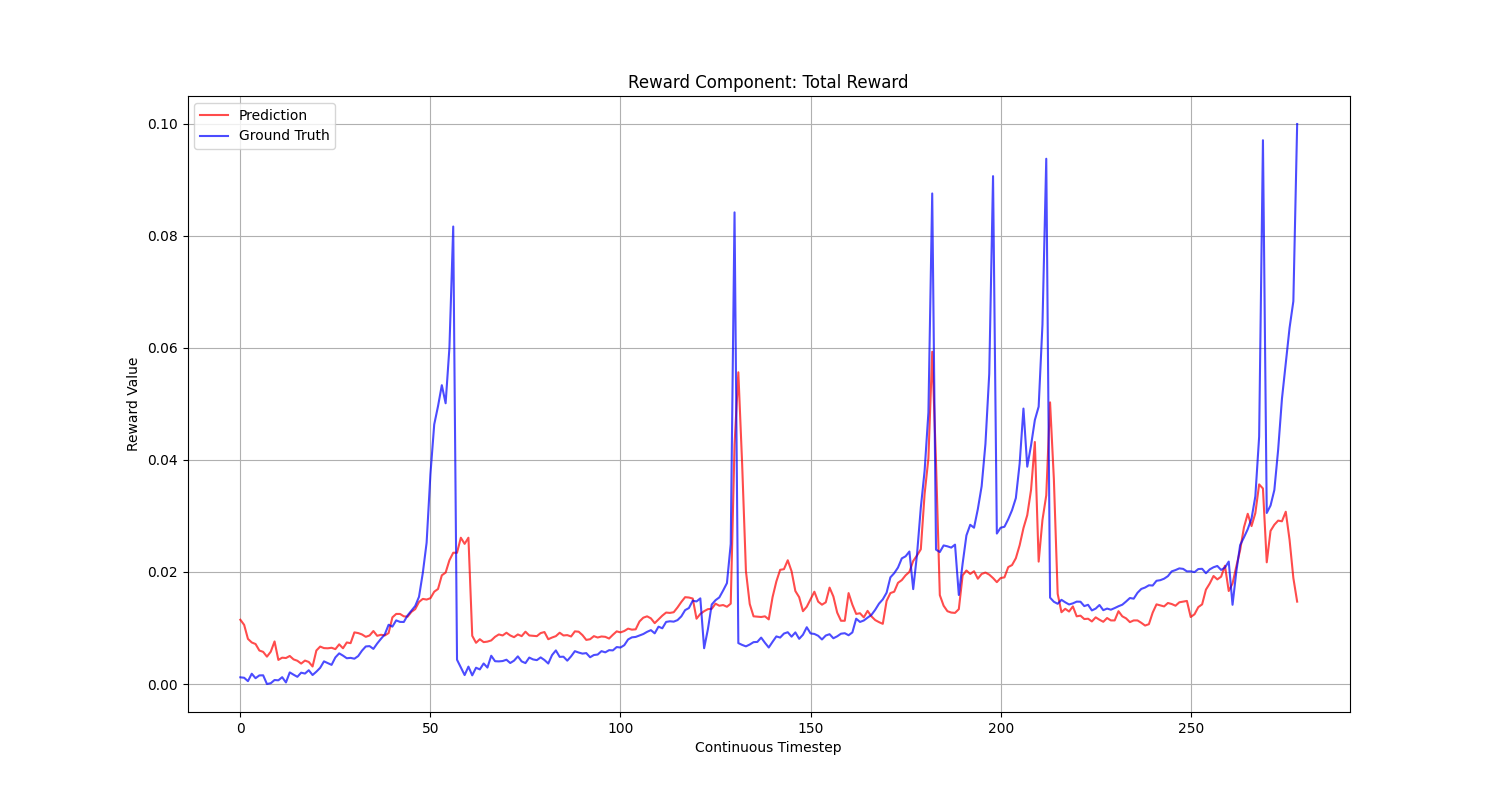 Reward Component: Total Reward
Prediction
Ground Truth
0.10
0.08
0.06
0.04
0.02
0.00
Reward Value
0 50 100 150 200 250
Continuous Timestep